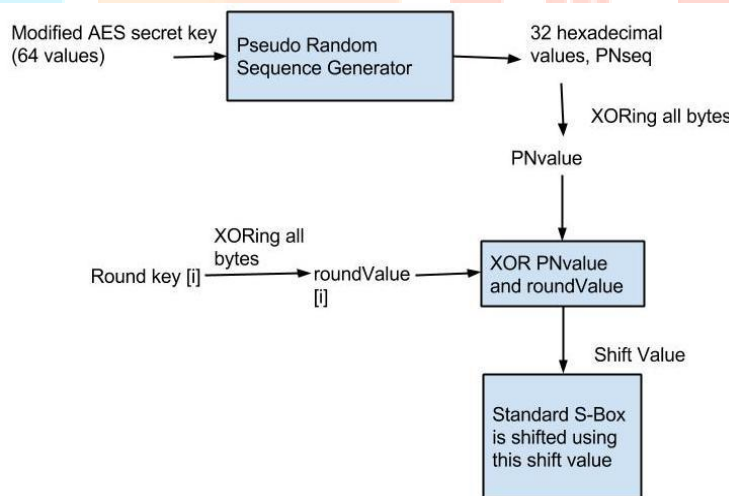 Modified AES secret key
(64 values)
Pseudo Random
Sequence Generator
32 hexadecimal
values, PNseq
XORing all bytes
PNvalue
XORing all
bytes
Round key [i]
roundValue
[i]
XOR PNvalue
and roundValue
Shift Value
Standard S-Box
is shifted using
this shift value